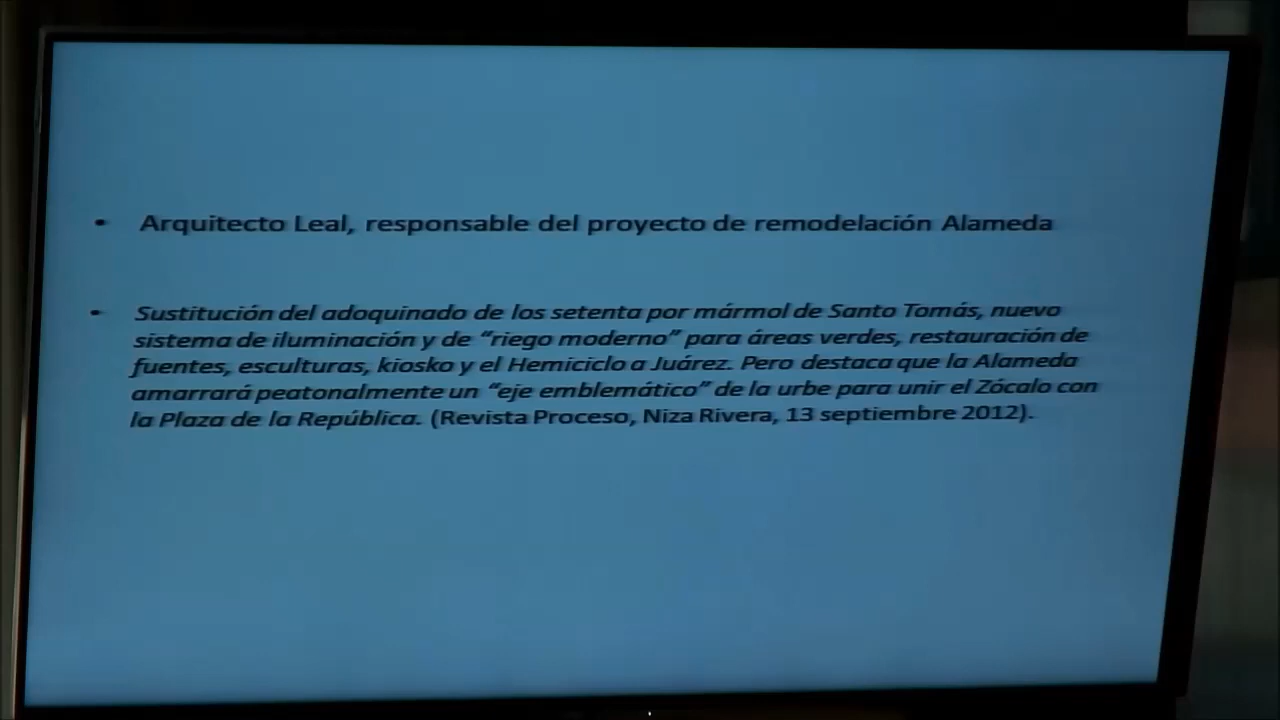 • Arquitecto Leal, responsable del proyecto de remodelación Alameda
• Sustitución del adoquinado de los setenta por mármol de Santo Tomás, nuevo
sistema de iluminación y de “riego moderno” para áreas verdes, restauración de
fuentes, esculturas, kiosko y el Hemiciclo a Juárez. Pero destaca que la Alameda
amarrará peatonalmente un “eje emblemático” de la urbe para unir el Zócalo con
la Plaza de la República. (Revista Proceso, Niza Rivera, 13 septiembre 2012).